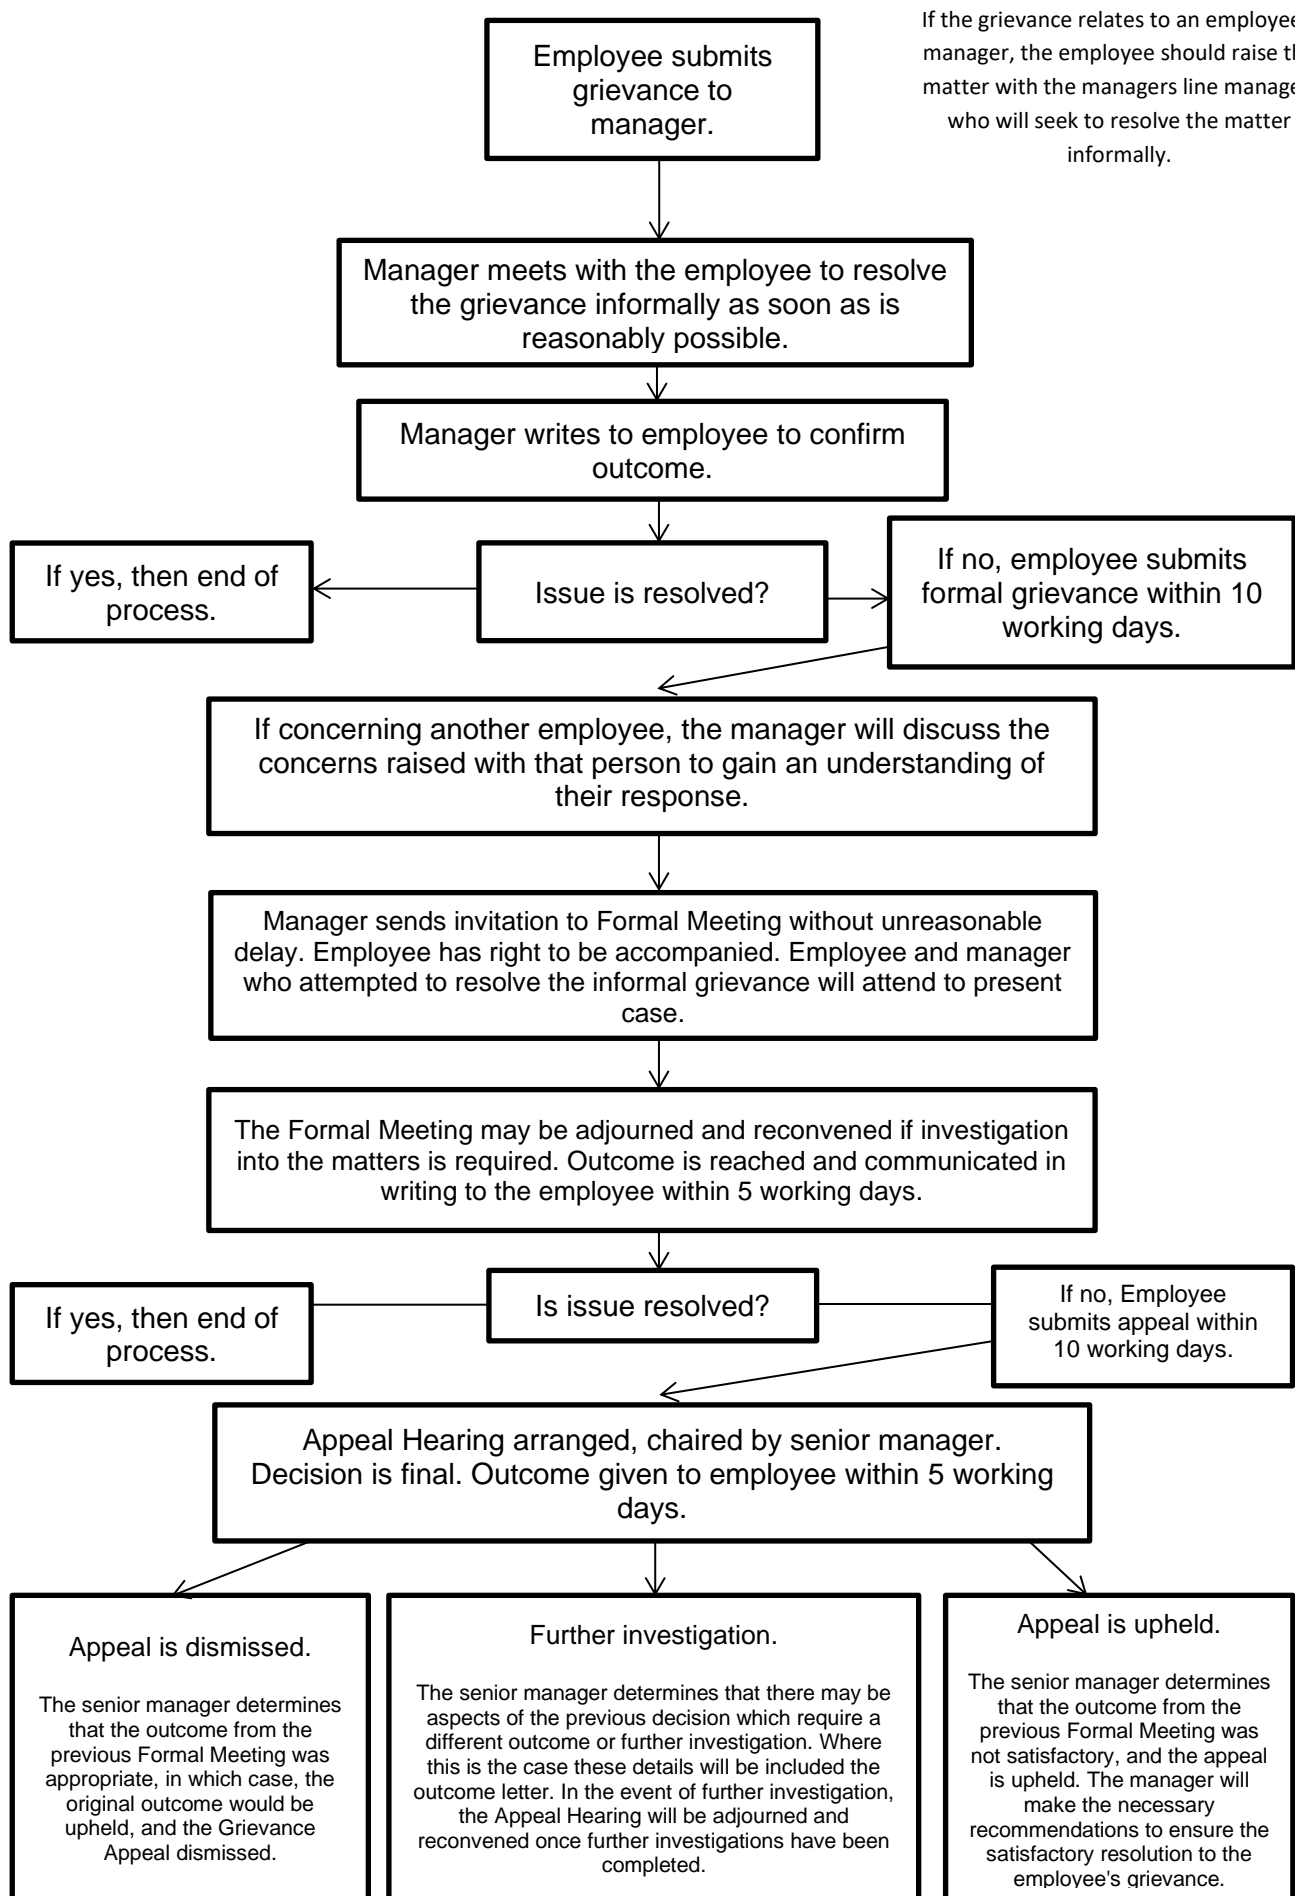 If the grievance relates to an employee
manager, the employee should raise th
matter with the managers line manage
who will seek to resolve the matter
informally.
Employee submits
grievance to
manager.
Manager meets with the employee to resolve
the grievance informally as soon as is
reasonably possible.
Manager writes to employee to confirm
outcome.
If yes, then end of
process.
Issue is resolved?
If no, employee submits
formal grievance within 10
working days.
If concerning another employee, the manager will discuss the
concerns raised with that person to gain an understanding of
their response.
Manager sends invitation to Formal Meeting without unreasonable
delay. Employee has right to be accompanied. Employee and manager
who attempted to resolve the informal grievance will attend to present
case.
The Formal Meeting may be adjourned and reconvened if investigation
into the matters is required. Outcome is reached and communicated in
writing to the employee within 5 working days.
If yes, then end of
process.
Is issue resolved?
If no, Employee
submits appeal within
10 working days.
Appeal Hearing arranged, chaired by senior manager.
Decision is final. Outcome given to employee within 5 working
days.
Appeal is dismissed.
The senior manager determines
that the outcome from the
previous Formal Meeting was
appropriate, in which case, the
original outcome would be
upheld, and the Grievance
Appeal dismissed.
Further investigation.
The senior manager determines that there may be
aspects of the previous decision which require a
different outcome or further investigation. Where
this is the case these details will be included the
outcome letter. In the event of further investigation,
the Appeal Hearing will be adjourned and
reconvened once further investigations have been
completed.
Appeal is upheld.
The senior manager determines
that the outcome from the
previous Formal Meeting was
not satisfactory, and the appeal
is upheld. The manager will
make the necessary
recommendations to ensure the
satisfactory resolution to the
employee's grievance.